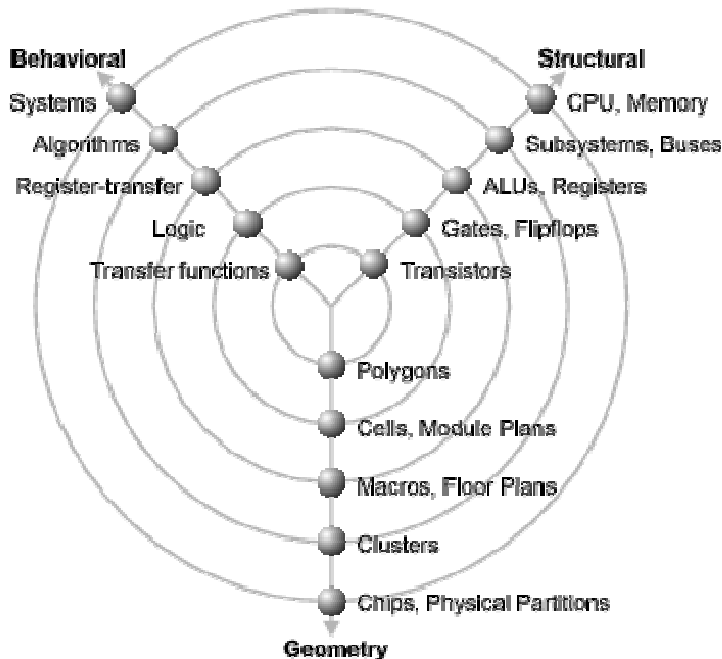 Behavioral
Structural
Systems
CPU, Memory
Algorithms
Subsystems, Buses
Register-transfer
ALUs, Registers
Logic
Gates, Flipflops
Transfer functions
Transistors
Polygons
Cells, Module Plans
Macros, Floor Plans
Clusters
Chips, Physical Partitions
Geometry